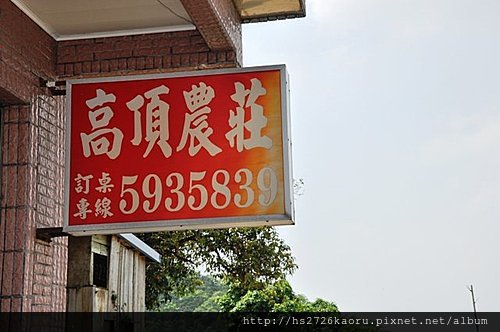 高頂農莊
訂桌專線 5935839
http://hs2726kaoru.pixnet.net/album